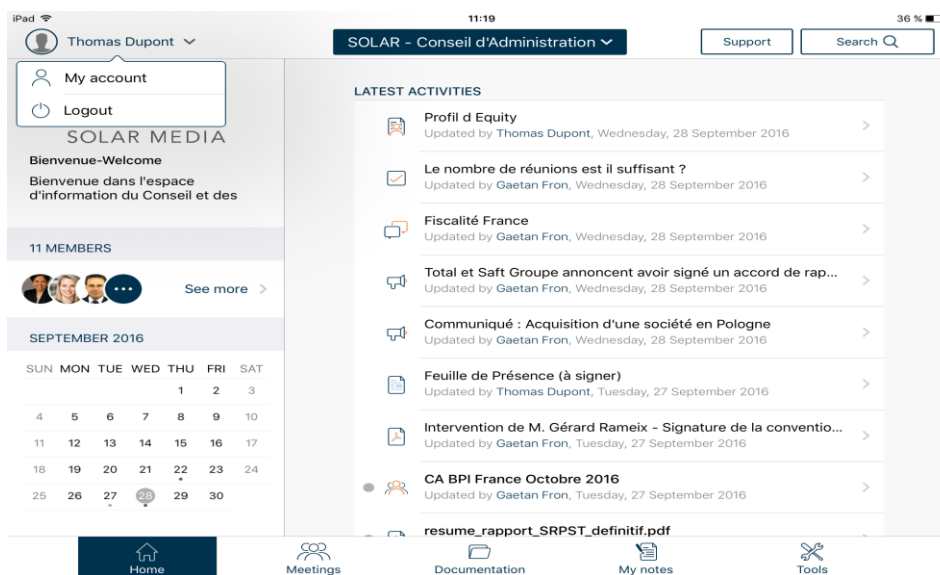 iPad 11:19 36 %
Thomas Dupont SOLAR – Conseil d'Administration Support Search
My account
Logout
SOLAR MEDIA
Bienvenue-Welcome
Bienvenue dans l'espace
d'information du Conseil et des
11 MEMBERS
See more
SEPTEMBER 2016
SUN MON TUE WED THU FRI SAT
1 2 3
4 5 6 7 8 9 10
11 12 13 14 15 16 17
18 19 20 21 22 23 24
25 26 27 28 29 30
LATEST ACTIVITIES
Profil d Equity
Updated by Thomas Dupont, Wednesday, 28 September 2016
Le nombre de réunions est il suffisant ?
Updated by Gaetan Fron, Wednesday, 28 September 2016
Fiscalité France
Updated by Gaetan Fron, Wednesday, 28 September 2016
Total et Saft Groupe annoncent avoir signé un accord de rap...
Updated by Gaetan Fron, Wednesday, 28 September 2016
Communiqué : Acquisition d'une société en Pologne
Updated by Gaetan Fron, Wednesday, 28 September 2016
Feuille de Présence (à signer)
Updated by Thomas Dupont, Tuesday, 27 September 2016
Intervention de M. Gérard Rameix - Signature de la conventio...
Updated by Gaetan Fron, Tuesday, 27 September 2016
CA BPI France Octobre 2016
Updated by Gaetan Fron, Tuesday, 27 September 2016
resume_rapport_SRPST_definitif.pdf
Home Meetings Documentation My notes Tools